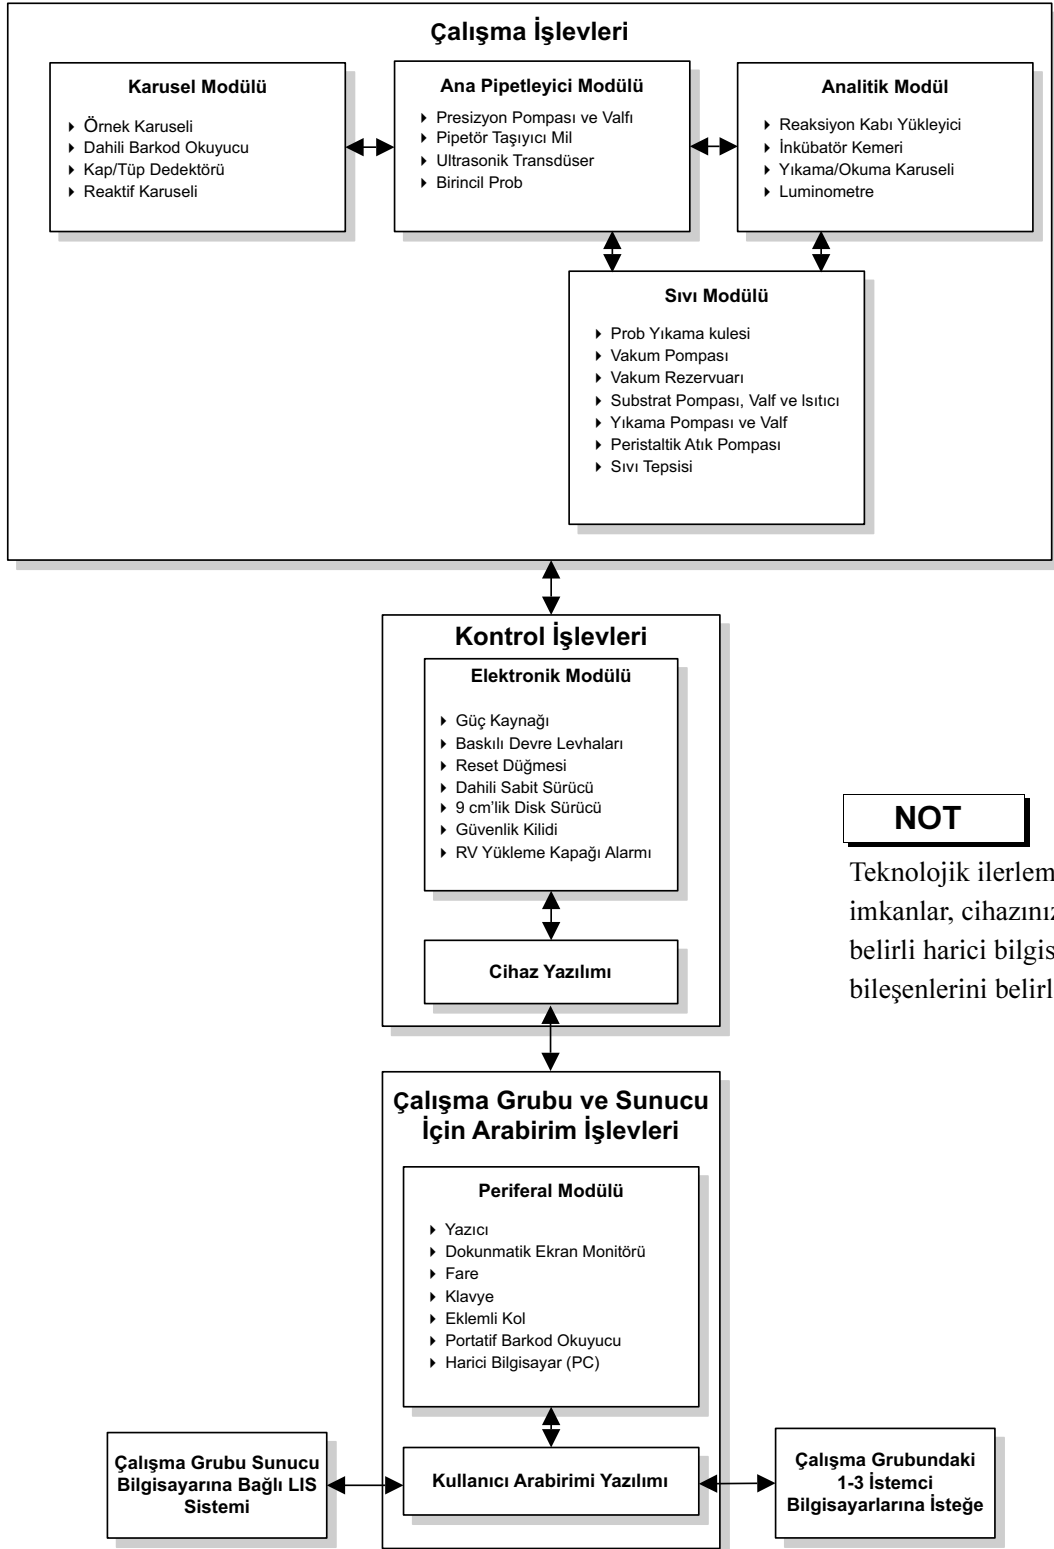 Çalışma İşlevleri
Karusel Modülü
Örnek Karuseli
Dahili Barkod Okuyucu
Kap/Tüp Dedektörü
Reaktif Karuseli
Ana Pipetleyici Modülü
Presizyon Pompası ve Valfı
Pipetör Taşıyıcı Mil
Ultrasonik Transdüser
Birincil Prob
Analitik Modül
Reaksiyon Kabı Yükleyici
İnkübatör Kemeri
Yıkama/Okuma Karuseli
Luminometre
Sıvı Modülü
Prob Yıkama kulesi
Vakum Pompası
Vakum Rezervuarı
Substrat Pompası, Valf ve Isıtıcı
Yıkama Pompası ve Valf
Peristaltik Atık Pompası
Sıvı Tepsisi
Kontrol İşlevleri
Elektronik Modülü
Güç Kaynağı
Baskılı Devre Levhaları
Reset Düğmesi
Dahili Sabit Sürücü
9 cm'lik Disk Sürücü
Güvenlik Kilidi
RV Yükleme Kapağı Alarmı
Cihaz Yazılımı
NOT
Teknolojik ilerlem
imkanlar, cihazınız
belirli harici bilgis
bileşenlerini belirl
Çalışma Grubu ve Sunucu
İçin Arabirim İşlevleri
Periferal Modülü
Yazıcı
Dokunmatik Ekran Monitörü
Fare
Klavye
Eklemli Kol
Portatif Barkod Okuyucu
Harici Bilgisayar (PC)
Çalışma Grubu Sunucu
Bilgisayarına Bağlı LIS
Sistemi
Kullanıcı Arabirimi Yazılımı
Çalışma Grubundaki
1-3 İstemci
Bilgisayarlarına İsteğe